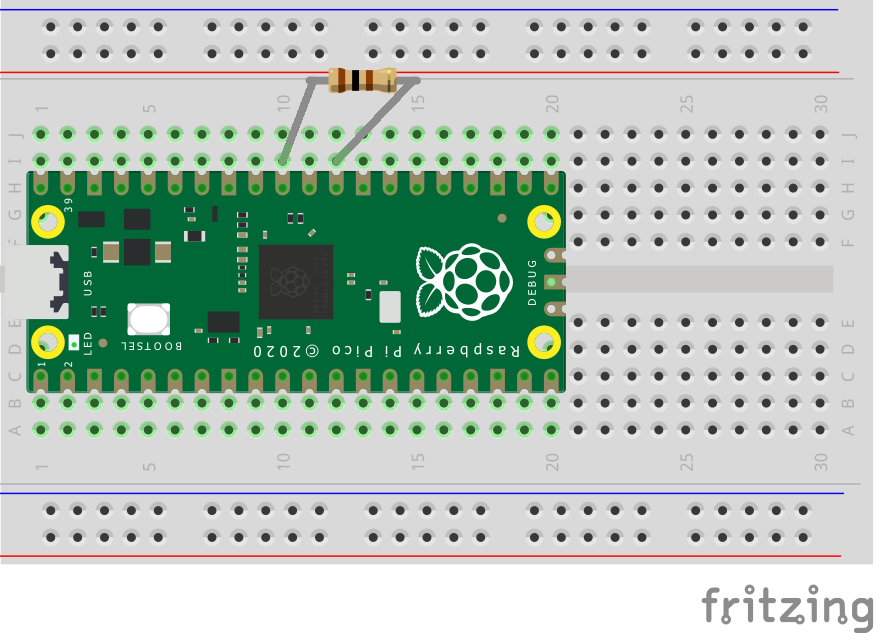 1 5 10 15 20 25 30
J J
I I
H H
G G
F F
39
USB
DEBUG
E E
D D
C C
B B
A A
LED
1 2
BOOTSEL
Raspberry Pi Pico ©2020
1 5 10 15 20 25 30
fritzing